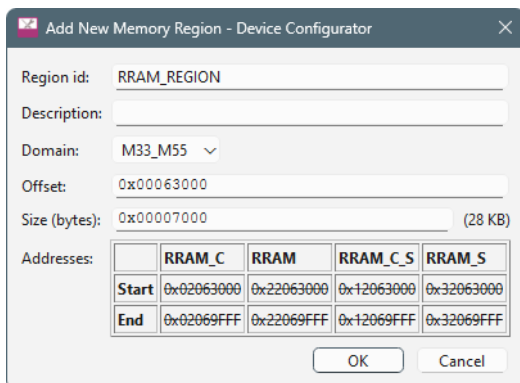 Add New Memory Region - Device Configurator
Region id: RRAM_REGION
Description:
Domain: M33_M55
Offset: 0x00063000
Size (bytes): 0x00007000 (28 KB)
Addresses: RRAM_C RRAM RRAM_C_S RRAM_S
Start 0x02063000 0x22063000 0x12063000 0x32063000
End 0x02069FFF 0x22069FFF 0x12069FFF 0x32069FFF
OK Cancel